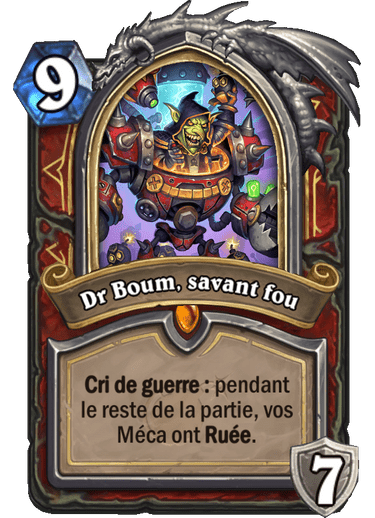 9
Dr Boum, savant fou
Cri de guerre : pendant
le reste de la partie, vos
Méca ont Ruée.
7